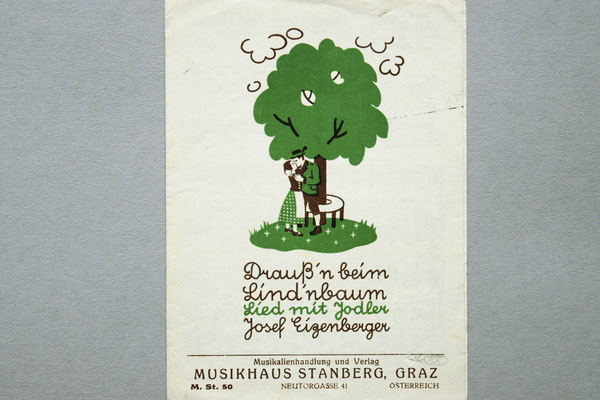 Drauß'n beim
Lind'nbaum
Lied mit Jodler
Josef Eizenberger
Musikalienhandlung und Verlag
MUSIKHAUS STANBERG, GRAZ
M. St. 50 NEUTORGASSE 41 ÖSTERREICH